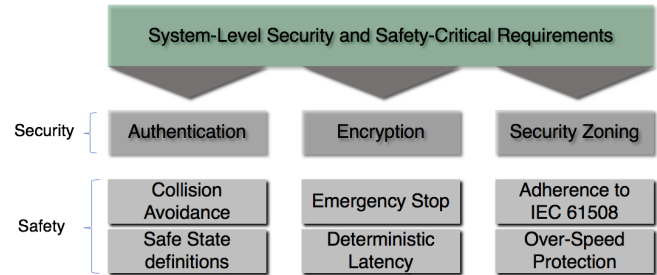 System-Level Security and Safety-Critical Requirements
Security
Authentication
Encryption
Security Zoning
Safety
Collision
Avoidance
Emergency Stop
Adherence to
IEC 61508
Safe State
definitions
Deterministic
Latency
Over-Speed
Protection